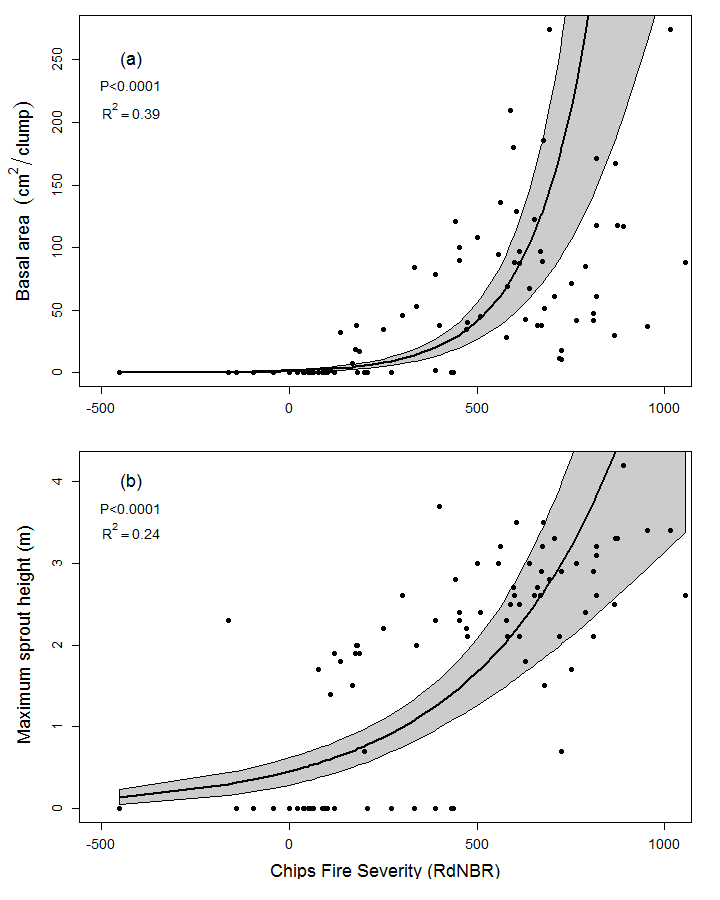 (a)
P<0.0001
R² = 0.39
Basal area (cm²/clump)
250
200
150
100
50
0
-500 0 500 1000
(b)
P<0.0001
R² = 0.24
Maximum sprout height (m)
4
3
2
1
0
-500 0 500 1000
Chips Fire Severity (RdNBR)